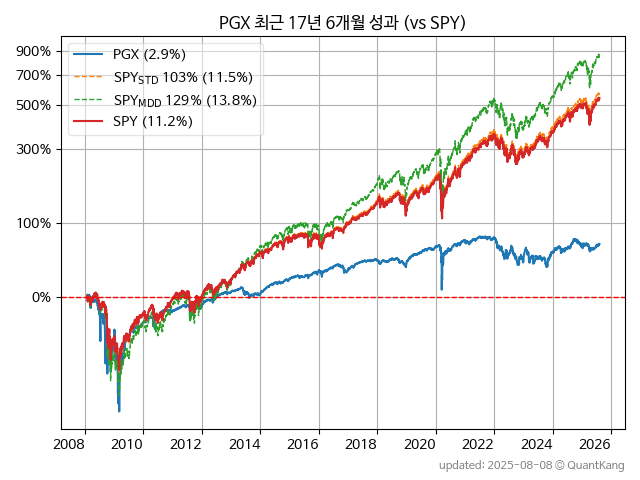 PGX 최근 17년 6개월 성과 (vs SPY)
PGX (2.9%)
SPY_STD 103% (11.5%)
SPY_MDD 129% (13.8%)
SPY (11.2%)
900%
700%
500%
300%
100%
0%
2008 2010 2012 2014 2016 2018 2020 2022 2024 2026
updated: 2025-08-08 © QuantKang